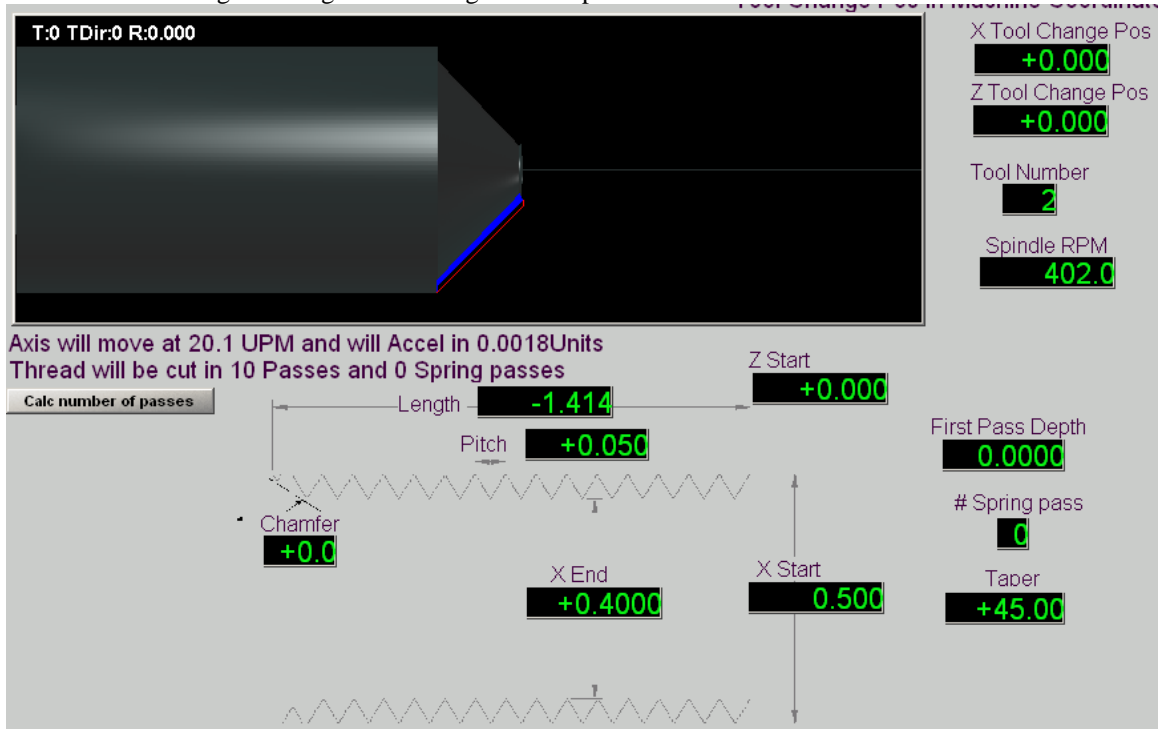 T:0 TDir:0 R:0.000
X Tool Change Pos
+0.000
Z Tool Change Pos
+0.000
Tool Number
2
Spindle RPM
402.0
Axis will move at 20.1 UPM and will Accel in 0.0018Units
Thread will be cut in 10 Passes and 0 Spring passes
Calc number of passes
Z Start
+0.000
Length
-1.414
Pitch
+0.050
First Pass Depth
0.0000
# Spring pass
0
Chamfer
+0.0
X End
+0.4000
X Start
0.500
Taper
+45.00